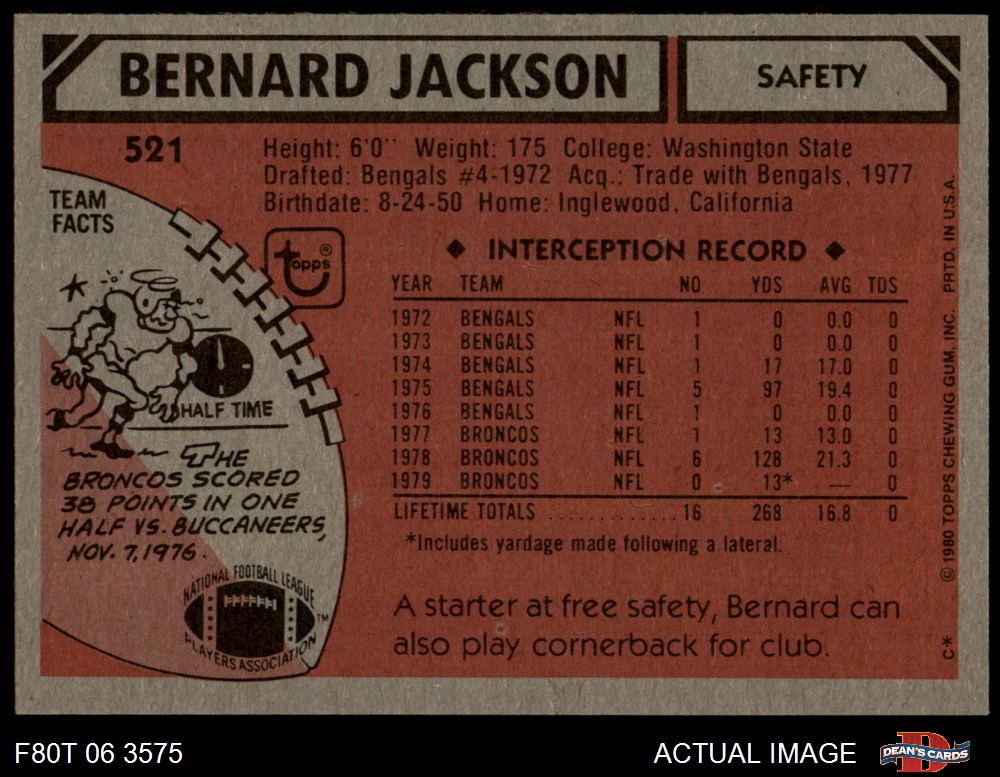 BERNARD JACKSON
SAFETY
521
Height: 6'0" Weight: 175 College: Washington State
Drafted: Bengals #4-1972 Acq.: Trade with Bengals, 1977
Birthdate: 8-24-50 Home: Inglewood, California
TEAM
FACTS
topps®
◆ INTERCEPTION RECORD ◆
YEAR TEAM NO YDS AVG TDS
1972 BENGALS NFL 1 0 0.0 0
1973 BENGALS NFL 1 0 0.0 0
1974 BENGALS NFL 1 17 17.0 0
1975 BENGALS NFL 5 97 19.4 0
1976 BENGALS NFL 1 0 0.0 0
1977 BRONCOS NFL 1 13 13.0 0
1978 BRONCOS NFL 6 128 21.3 0
1979 BRONCOS NFL 0 13* — 0
LIFETIME TOTALS ............. 16 268 16.8 0
*Includes yardage made following a lateral.
HALF TIME
THE
BRONCOS SCORED
38 POINTS IN ONE
HALF VS. BUCCANEERS,
NOV. 7, 1976.
NATIONAL FOOTBALL LEAGUE
PLAYERS ASSOCIATION
TM
A starter at free safety, Bernard can
also play cornerback for club.
C* © 1980 TOPPS CHEWING GUM, INC. PRTD. IN U.S.A.
F80T 06 3575
ACTUAL IMAGE
DEAN'S CARDS